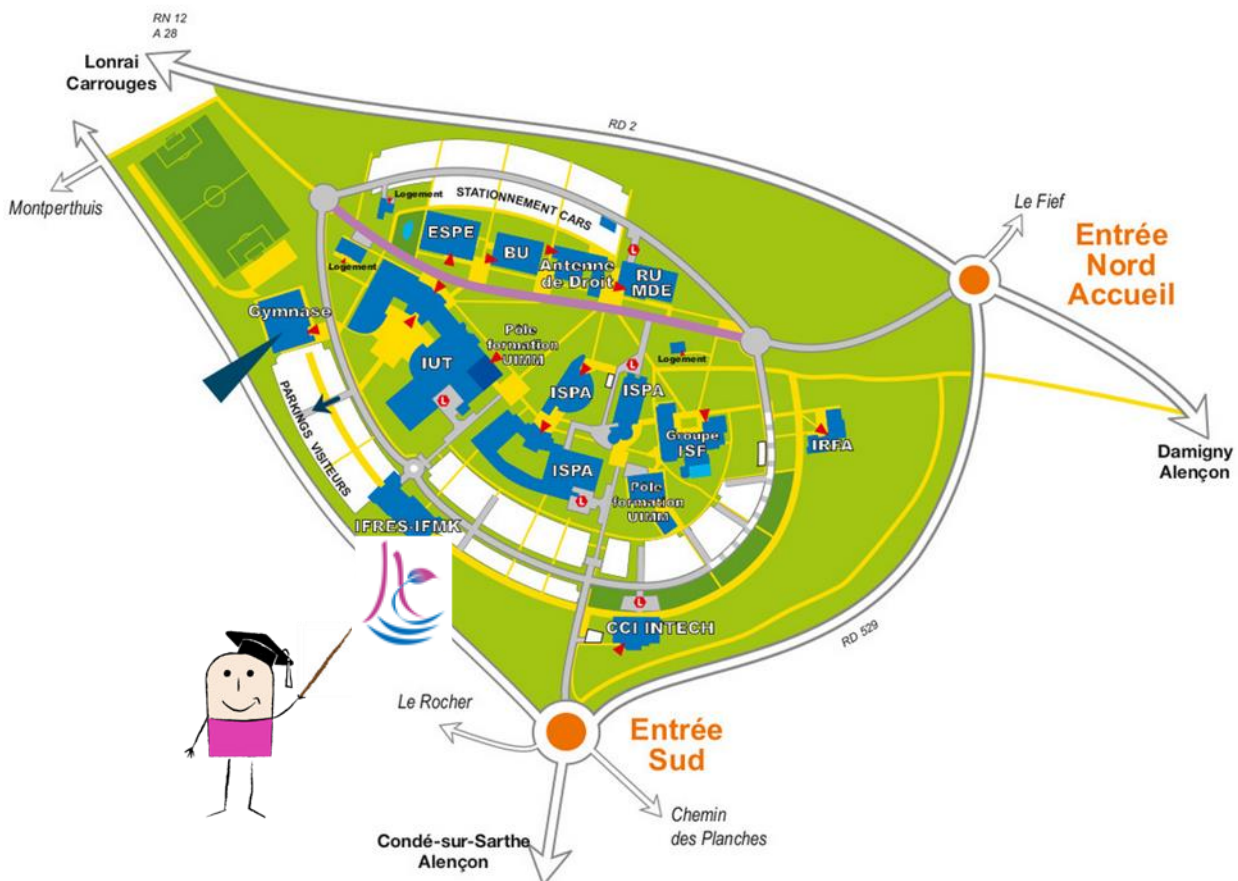 RN 12
A 28
Lonrai
Carrouges
RD 2
Montperthuis
Le Fief
Entrée
Nord
Accueil
Logement
STATIONNEMENT CARS
ESPE
BU
Antenne
de Droit
RU
MDE
Logement
Gymnase
Pôle
formation
UIMM
IUT
Logement
ISPA
ISPA
PARKINGS VISITEURS
Groupe
ISF
IRFA
Damigny
Alençon
ISPA
Pôle
formation
UIMM
IFRES-IFMK
L
L
L
L
L
CCI INTECH
RD 529
Le Rocher
Entrée
Sud
Chemin
des Planches
Condé-sur-Sarthe
Alençon